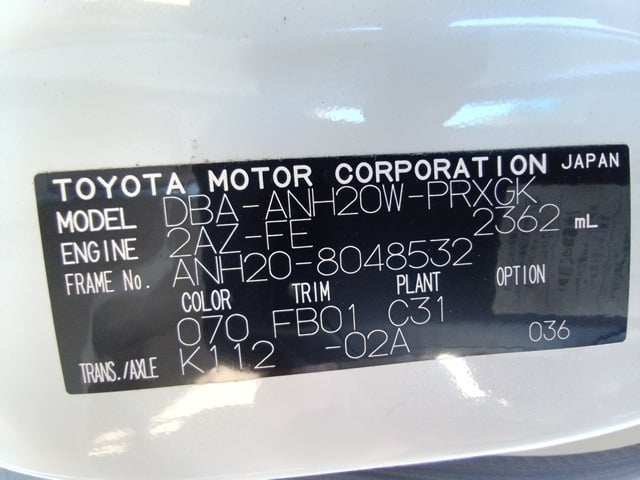 TOYOTA MOTOR CORPORATION JAPAN
MODEL DBA-ANH20W-PRXGK
ENGINE 2AZ-FE 2362 mL
FRAME No. ANH20-8048532
COLOR TRIM PLANT OPTION
070 FB01 C31
TRANS./AXLE K112 -02A 036